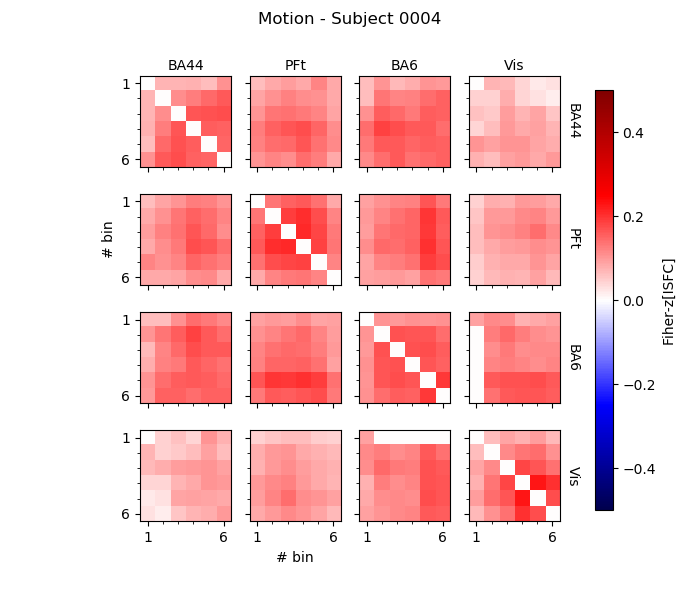 Motion - Subject 0004
BA44 PFt BA6 Vis
1
6
BA44
1
6
PFt
# bin
1
6
BA6
1
6
Vis
1 6 1 6 1 6 1 6
# bin
0.4
0.2
0.0
−0.2
−0.4
Fiher-z[ISFC]